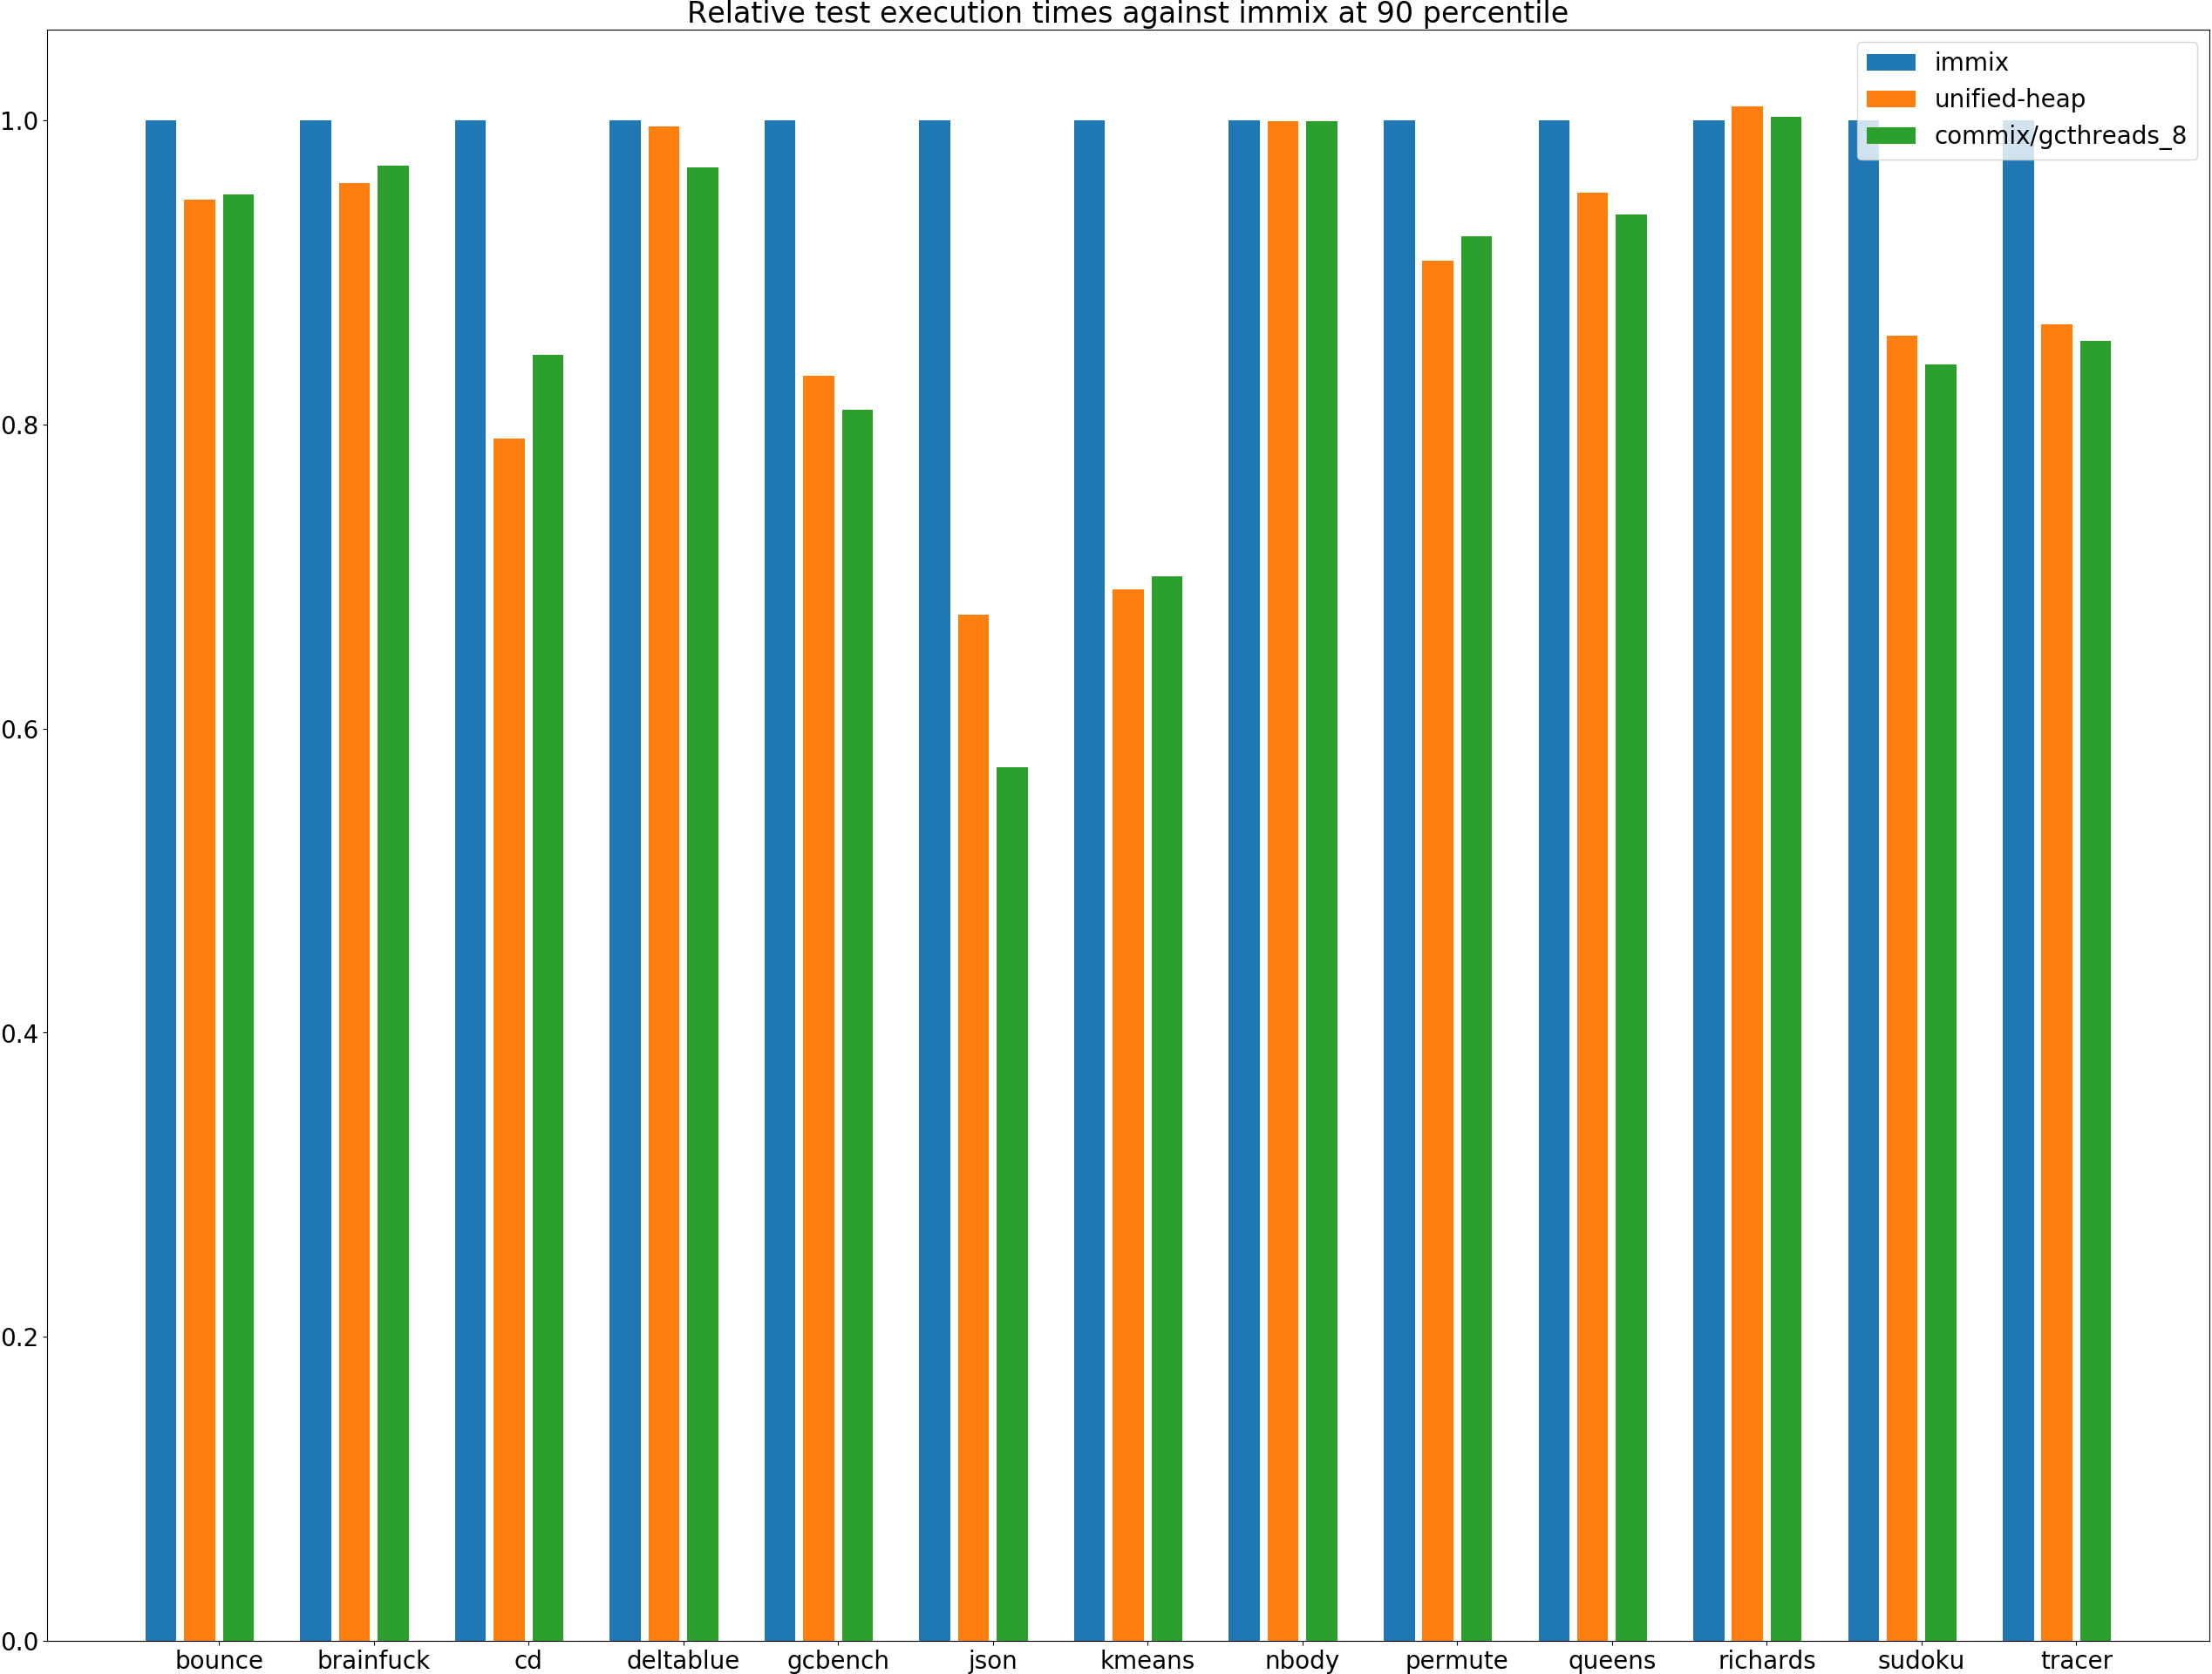 Relative test execution times against immix at 90 percentile
immix
unified-heap
commix/gcthreads_8
1.0
0.8
0.6
0.4
0.2
0.0
bounce brainfuck cd deltablue gcbench json kmeans nbody permute queens richards sudoku tracer